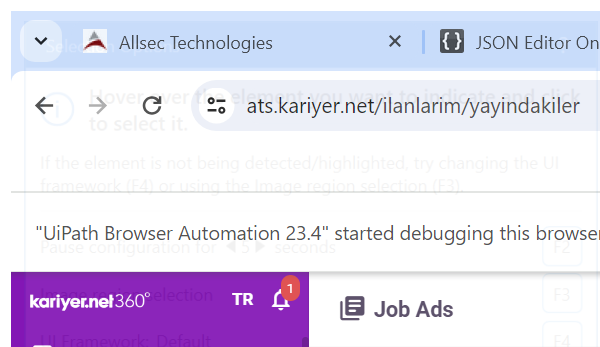 Allsec Technologies
JSON Editor On
Hover over the element you want to indicate and click
to select it.
ats.kariyer.net/ilanlarim/yayindakiler
If the element is not being detected/highlighted, try changing the UI
framework (F4) or using the Image region selection (F3).
"UiPath Browser Automation 23.4" started debugging this browser
Pause configuration for 5 seconds
F2
kariyer.net360°
TR
1
Job Ads
Image region selection
F3
UI Framework: Default
F4